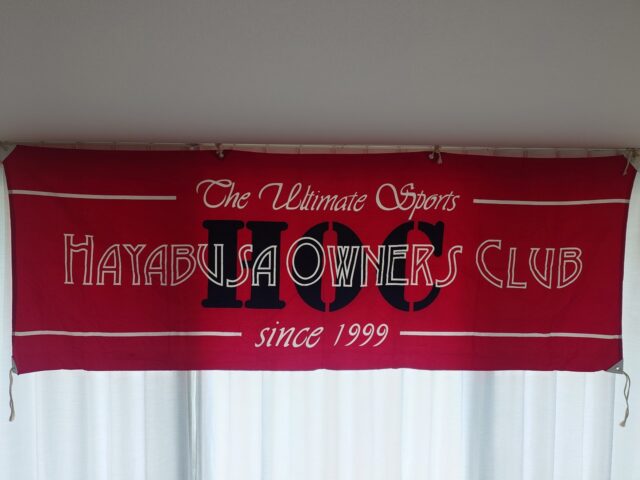 The Ultimate Sports
HOC
HAYABUSA OWNERS CLUB
since 1999